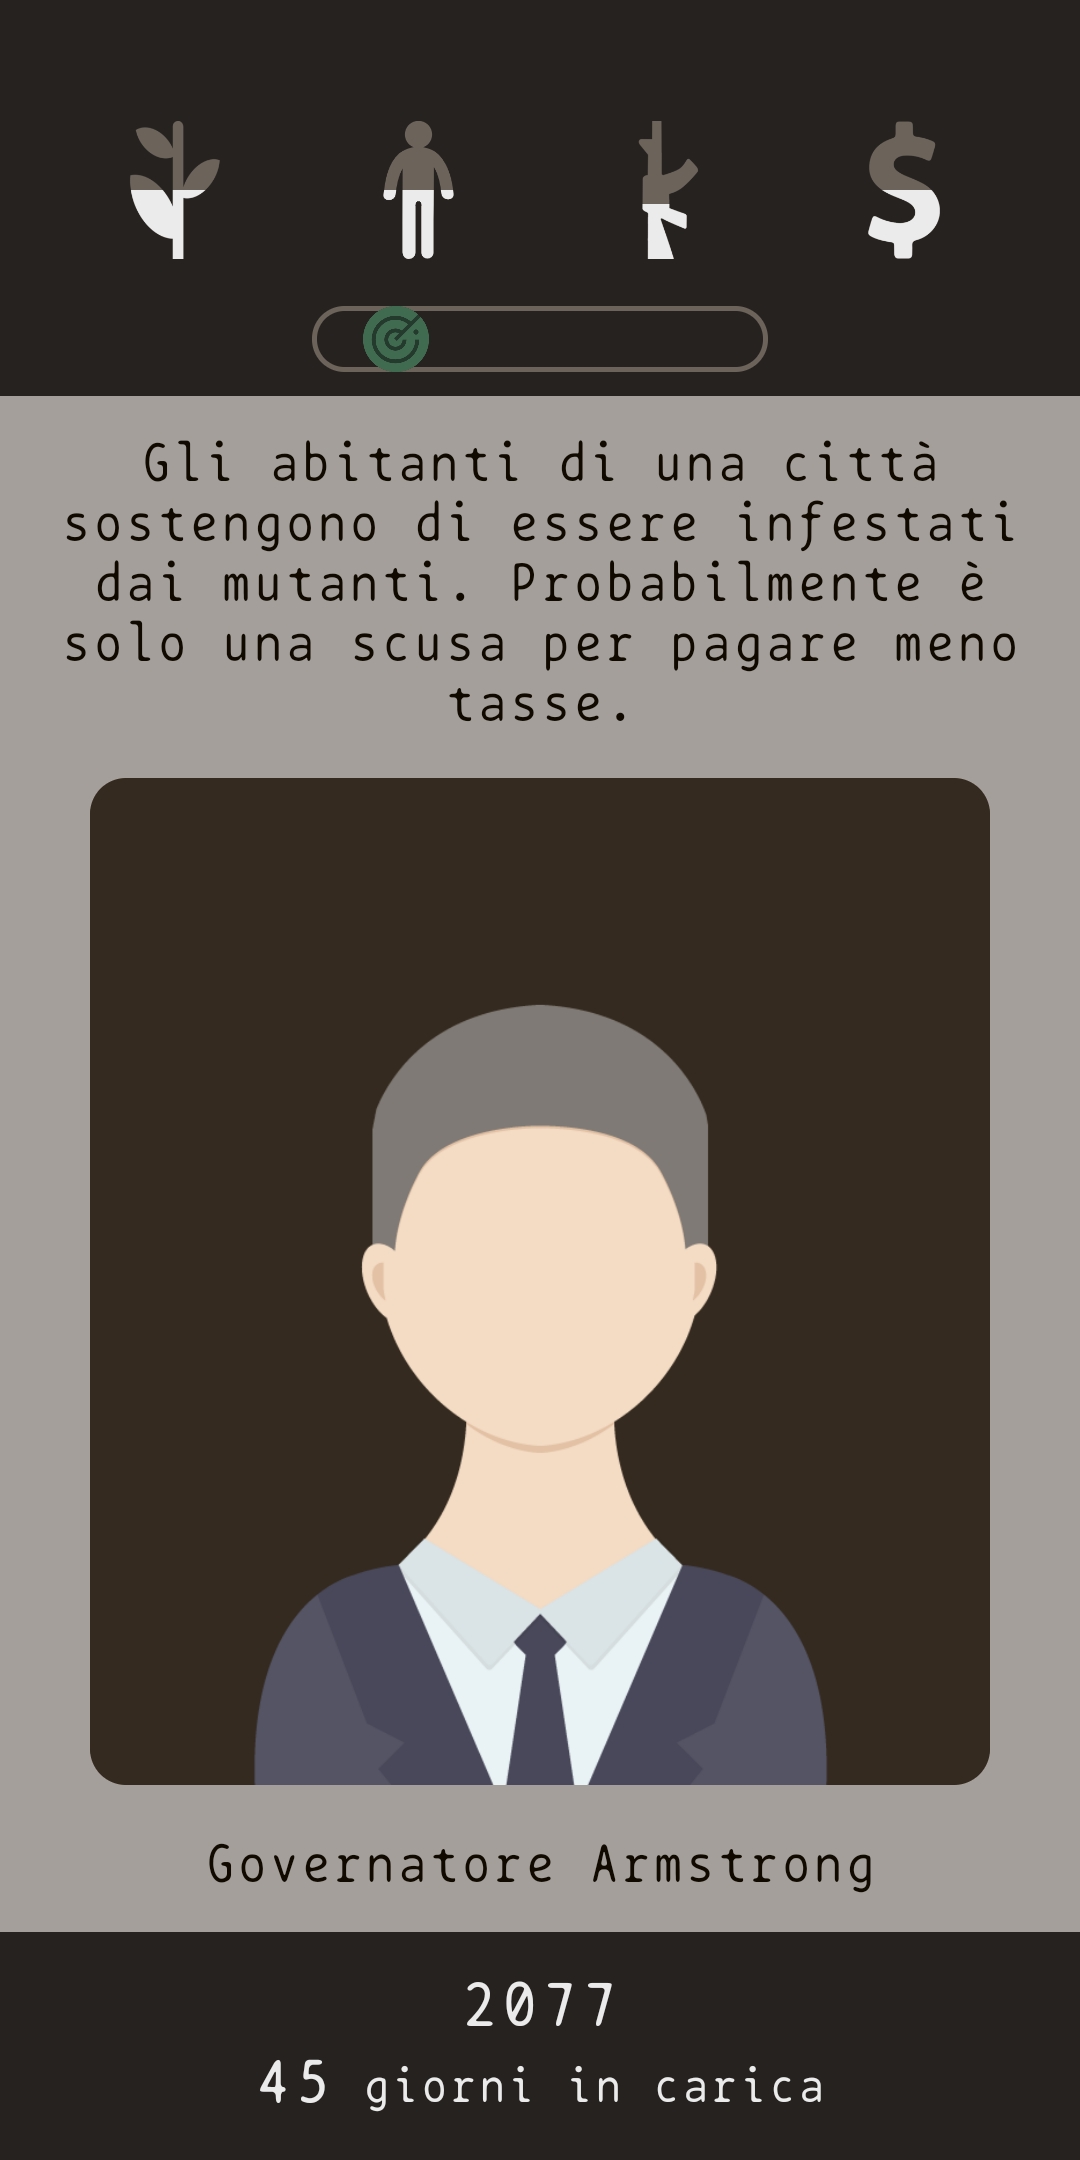 Gli abitanti di una città
sostengono di essere infestati
dai mutanti. Probabilmente è
solo una scusa per pagare meno
tasse.
Governatore Armstrong
2077
45 giorni in carica